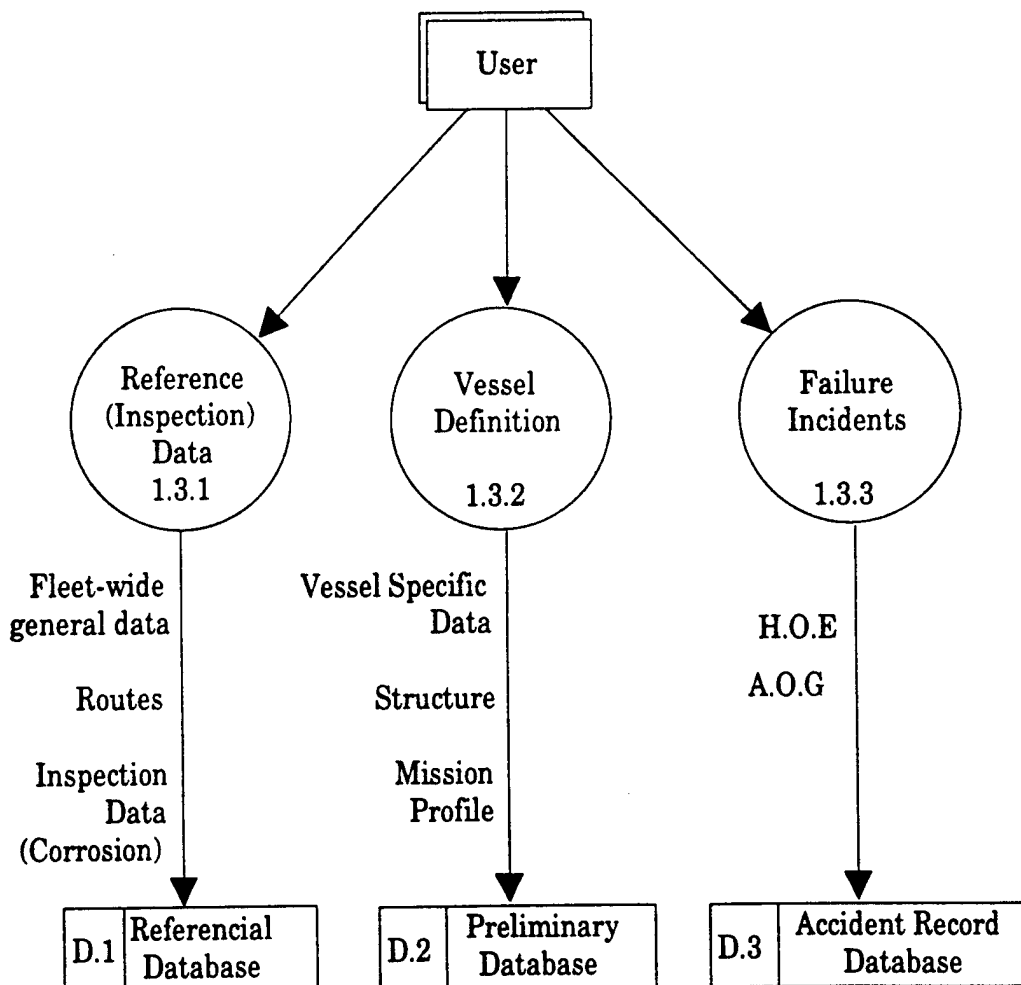 User
Reference
(Inspection)
Data
1.3.1
Vessel
Definition
1.3.2
Failure
Incidents
1.3.3
Fleet-wide
general data
Routes
Inspection
Data
(Corrosion)
Vessel Specific
Data
Structure
Mission
Profile
H.O.E
A.O.G
D.1
Referencial
Database
D.2
Preliminary
Database
D.3
Accident Record
Database